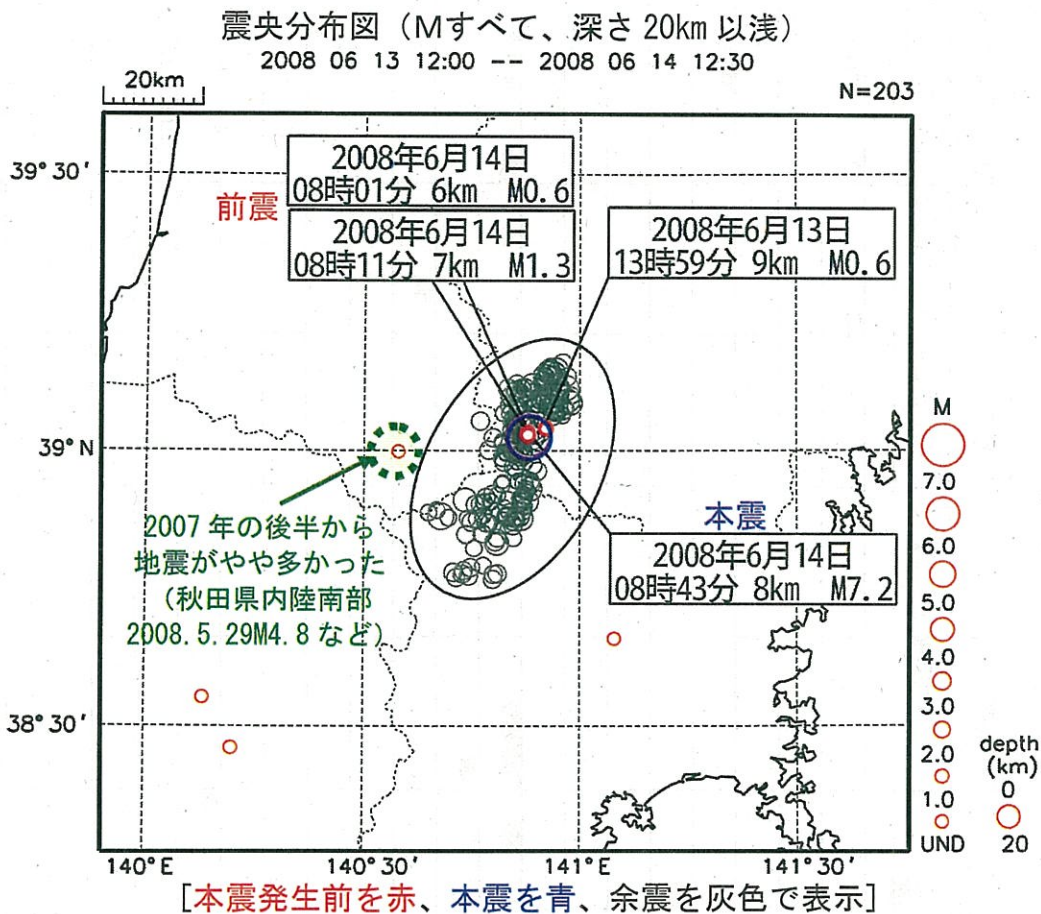 震央分布図（Mすべて、深さ20km以浅）
2008 06 13 12:00 -- 2008 06 14 12:30
20km
N=203
39°30′
2008年6月14日
08時01分 6km M0.6
前震
2008年6月14日
08時11分 7km M1.3
2008年6月13日
13時59分 9km M0.6
39°N
M
7.0
6.0
5.0
4.0
3.0
2.0
1.0
UND
2007年の後半から
地震がやや多かった
（秋田県内陸南部
2008.5.29M4.8など）
本震
2008年6月14日
08時43分 8km M7.2
38°30′
depth
(km)
0
20
140°E
140°30′
141°E
141°30′
[本震発生前を赤、本震を青、余震を灰色で表示]